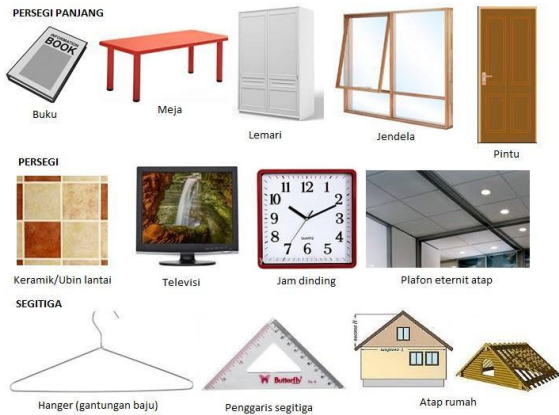 PERSEGI PANJANG
INFORMATION
BOOK
Buku
Meja
Lemari
Jendela
Pintu
PERSEGI
11 12 1
10 2
9 3
8 4
7 6 5
QUARTZ
Keramik/Ubin lantai
Televisi
Jam dinding
Plafon eternit atap
SEGITIGA
Butterfly
Hanger (gantungan baju)
Penggaris segitiga
Atap rumah